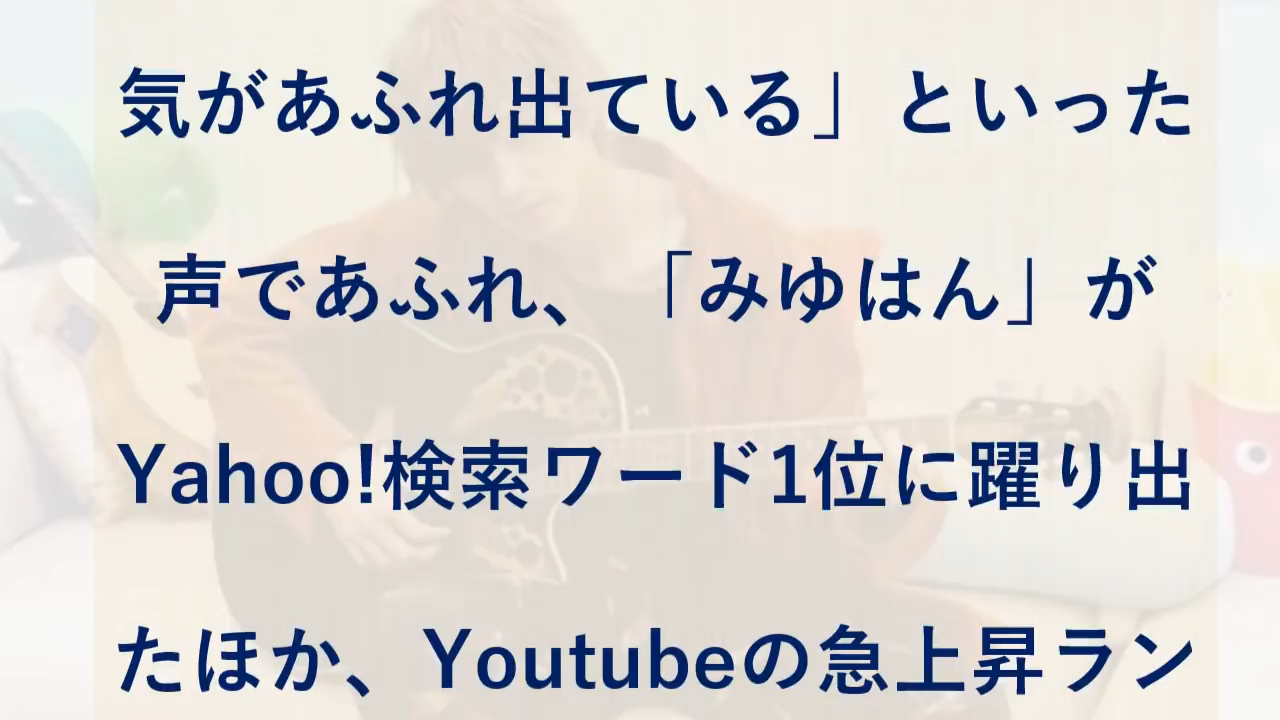 気があふれ出ている」といった
声であふれ、「みゆはん」が
Yahoo!検索ワード1位に躍り出
たほか、Youtubeの急上昇ラン